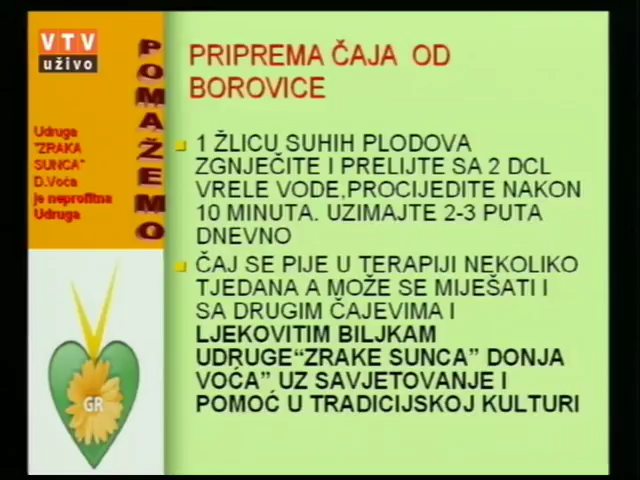 VTV
uživo
POMAŽEMO
Udruga
"ZRAKA
SUNCA"
D.Voća
je neprofitna
Udruga
GR
PRIPREMA ČAJA OD
BOROVICE
1 ŽLICU SUHIH PLODOVA
ZGNJEČITE I PRELIJTE SA 2 DCL
VRELE VODE,PROCIJEDITE NAKON
10 MINUTA. UZIMAJTE 2-3 PUTA
DNEVNO
ČAJ SE PIJE U TERAPIJI NEKOLIKO
TJEDANA A MOŽE SE MIJEŠATI I
SA DRUGIM ČAJEVIMA I
LJEKOVITIM BILJKAM
UDRUGE“ZRAKE SUNCA” DONJA
VOĆA” UZ SAVJETOVANJE I
POMOĆ U TRADICIJSKOJ KULTURI